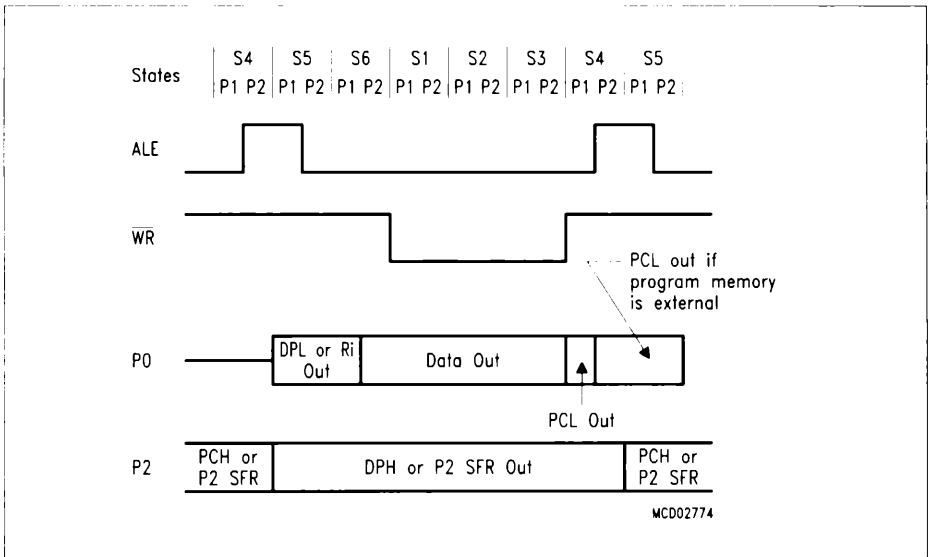 S4 S5 S6 S1 S2 S3 S4 S5
States P1 P2 P1 P2 P1 P2 P1 P2 P1 P2 P1 P2 P1 P2 P1 P2
ALE
WR
PCL out if
program memory
is external
P0
DPL or Ri
Out
Data Out
PCL Out
P2
PCH or
P2 SFR
DPH or P2 SFR Out
PCH or
P2 SFR
MCD02774